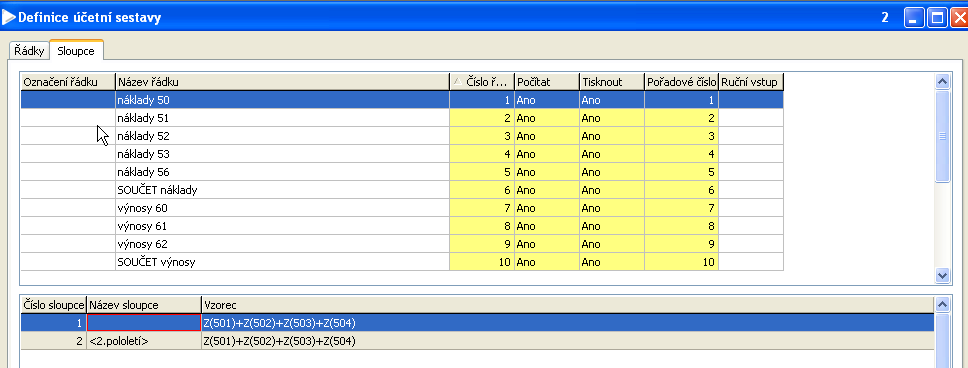 Definice účetní sestavy 2
Řádky Sloupce
Označení řádku Název řádku Číslo ř... Počítat Tisknout Pořadové číslo Ruční vstup
náklady 50 1 Ano Ano 1
náklady 51 2 Ano Ano 2
náklady 52 3 Ano Ano 3
náklady 53 4 Ano Ano 4
náklady 56 5 Ano Ano 5
SOUČET náklady 6 Ano Ano 6
výnosy 60 7 Ano Ano 7
výnosy 61 8 Ano Ano 8
výnosy 62 9 Ano Ano 9
SOUČET výnosy 10 Ano Ano 10
Číslo sloupce Název sloupce Vzorec
1 Z(501)+Z(502)+Z(503)+Z(504)
2 <2.pololetí> Z(501)+Z(502)+Z(503)+Z(504)